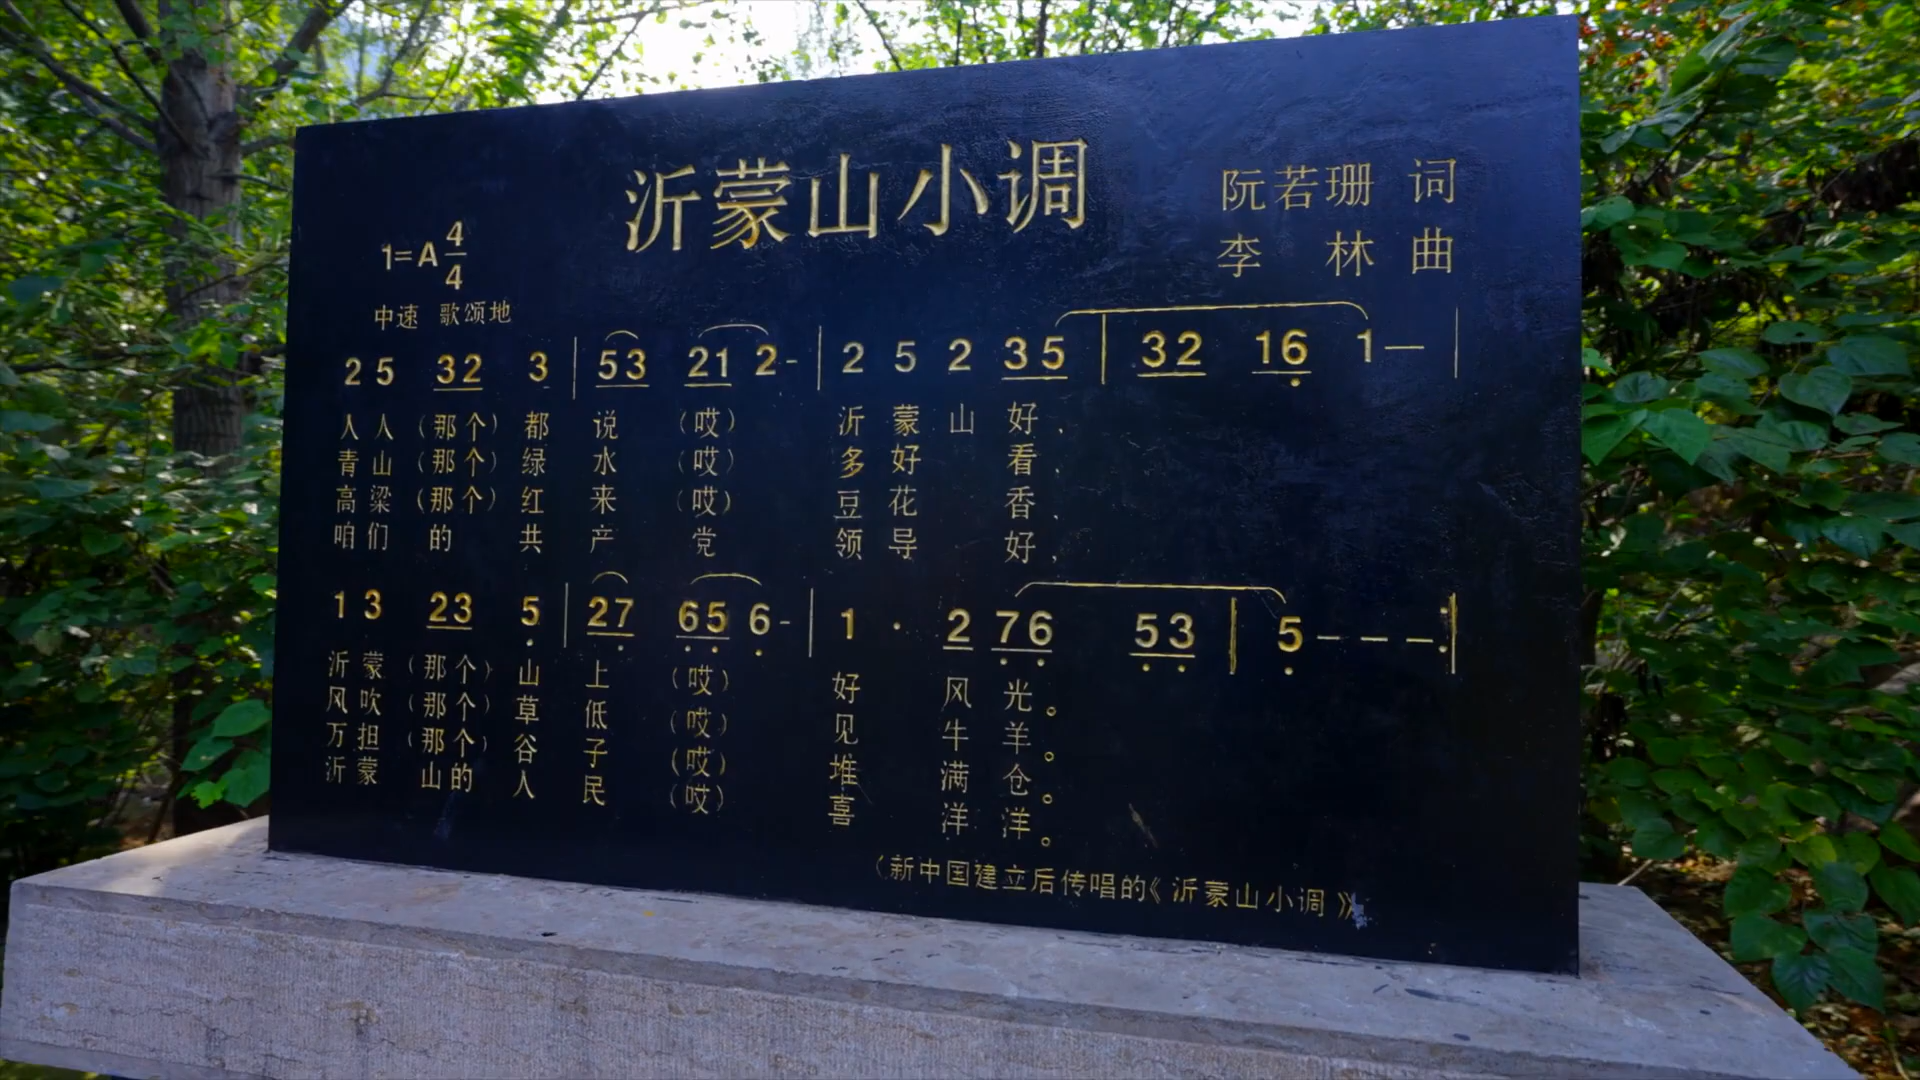 沂蒙山小调
阮若珊 词
李 林 曲
1=A 4/4
中速 歌颂地
2 5 32 3 | 53 21 2- | 2 5 2 35 | 32 16 1— |
人人(那个)都说(哎)沂蒙山好、
青山(那个)绿水(哎)多好看、
高梁(那个)红来(哎)豆花香、
咱们的共产党领导好、
1 3 23 5 | 27 65 6- | 1 · 2 76 53 | 5 – – – :|
沂蒙(那个)山上(哎)好风光。
风吹(那个)草低(哎)见牛羊。
万担(那个)谷子(哎)堆满仓。
沂蒙山的人民(哎)喜洋洋。
(新中国建立后传唱的《沂蒙山小调》